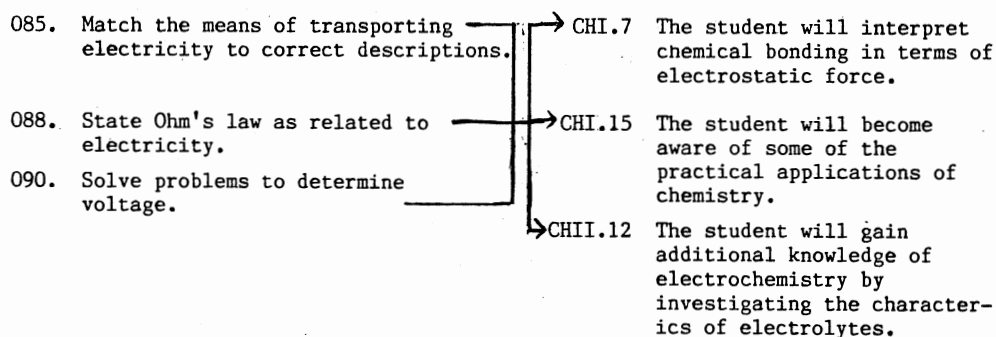 085. Match the means of transporting
electricity to correct descriptions.
088. State Ohm's law as related to
electricity.
090. Solve problems to determine
voltage.
CHI.7 The student will interpret
chemical bonding in terms of
electrostatic force.
CHI.15 The student will become
aware of some of the
practical applications of
chemistry.
CHII.12 The student will gain
additional knowledge of
electrochemistry by
investigating the character-
ics of electrolytes.